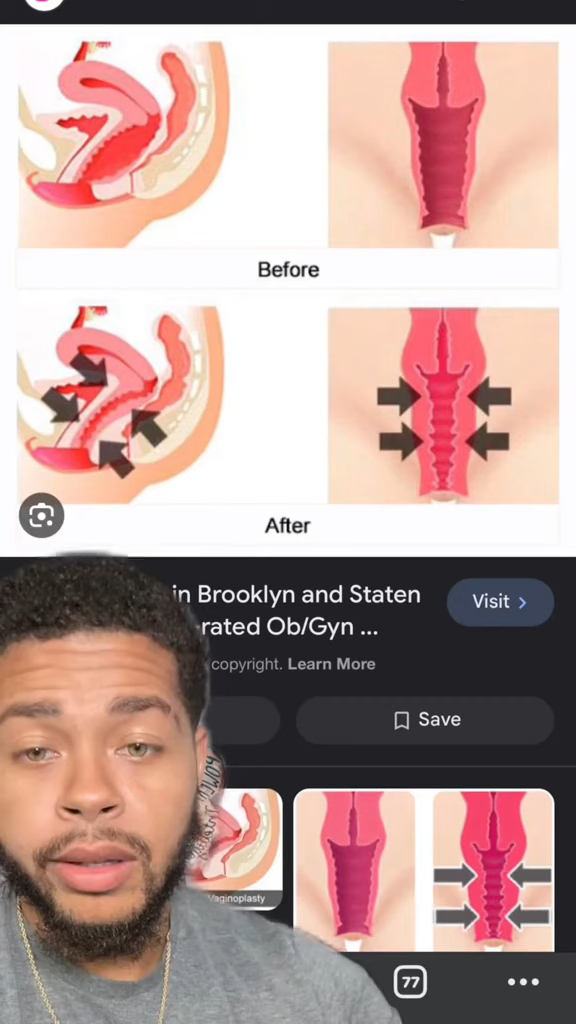 Before
After
in Brooklyn and Staten
rated Ob/Gyn ...
Visit >
copyright. Learn More
Save
Vaginoplasty
77